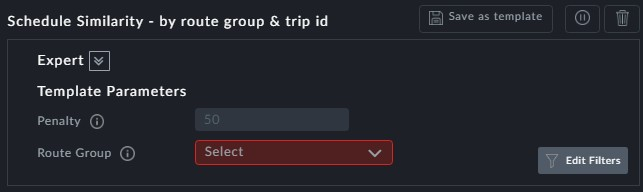 Schedule Similarity - by route group & trip id
Save as template
Expert
Template Parameters
Penalty
50
Route Group
Select
Edit Filters